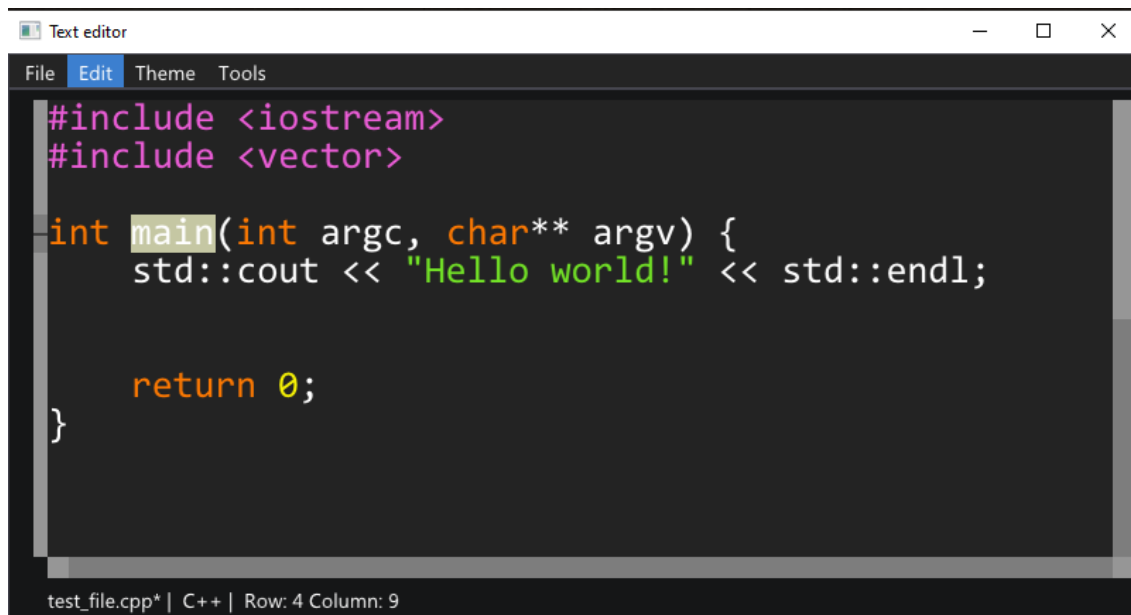 Text editor
File Edit Theme Tools
#include <iostream>
#include <vector>
int main(int argc, char** argv) {
std::cout << "Hello world!" << std::endl;
return 0;
}
test_file.cpp* | C++ | Row: 4 Column: 9